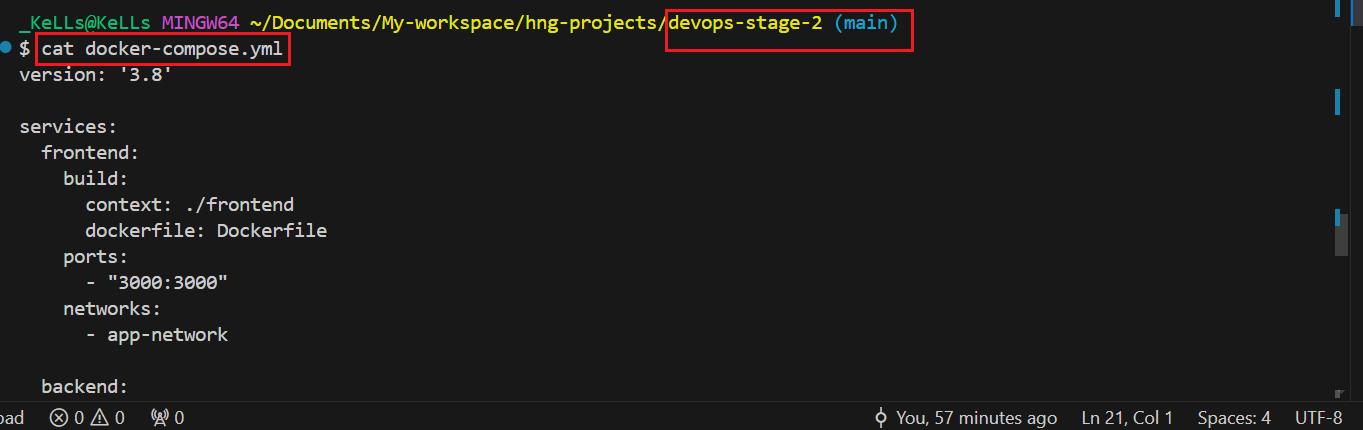 _KeLLs@KeLLs MINGW64 ~/Documents/My-workspace/hng-projects/devops-stage-2 (main)
$ cat docker-compose.yml
version: '3.8'

services:
  frontend:
    build:
      context: ./frontend
      dockerfile: Dockerfile
    ports:
      - "3000:3000"
    networks:
      - app-network

  backend:
oad 0 0 0 You, 57 minutes ago Ln 21, Col 1 Spaces: 4 UTF-8